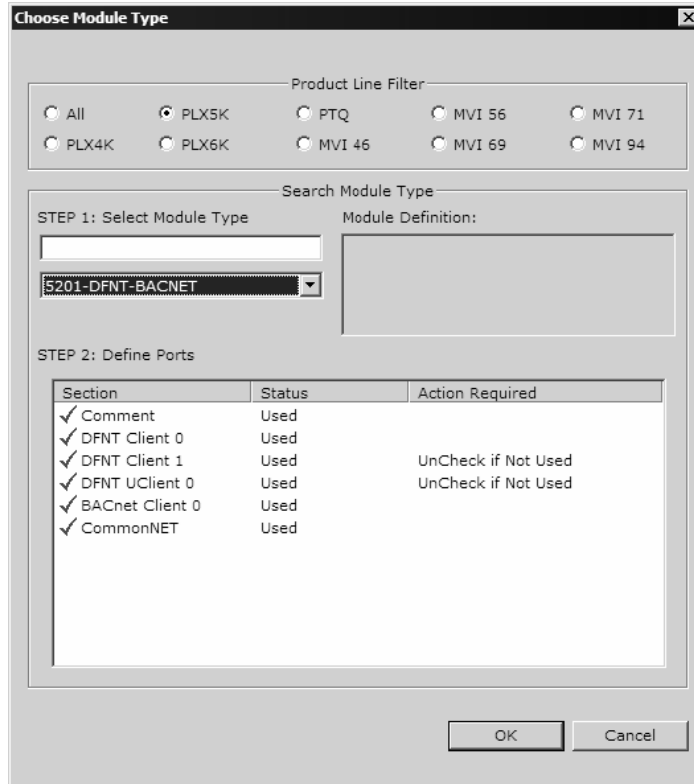 Choose Module Type
Product Line Filter
All PLX5K PTQ MVI 56 MVI 71
PLX4K PLX6K MVI 46 MVI 69 MVI 94
Search Module Type
STEP 1: Select Module Type Module Definition:
5201-DFNT-BACNET
STEP 2: Define Ports
Section Status Action Required
Comment Used
DFNT Client 0 Used
DFNT Client 1 Used UnCheck if Not Used
DFNT UClient 0 Used UnCheck if Not Used
BACnet Client 0 Used
CommonNET Used
OK Cancel